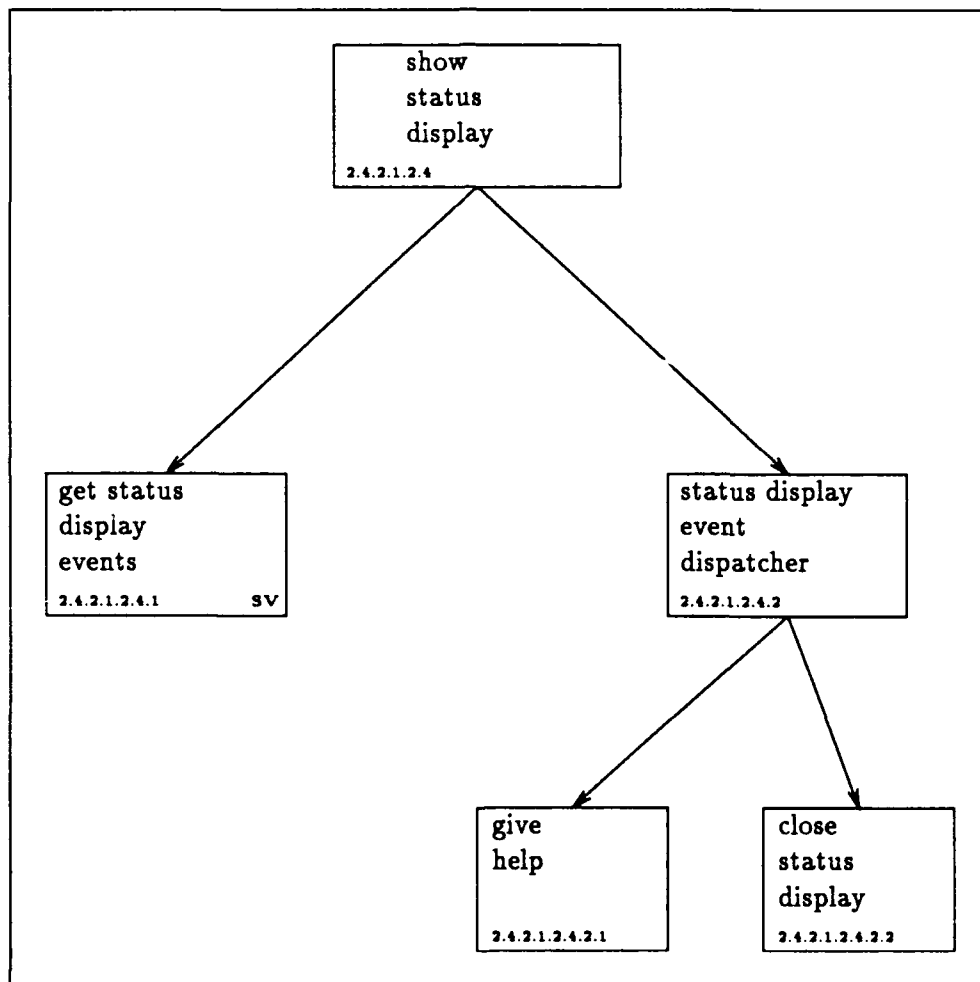 show
status
display
2.4.2.1.2.4
get status
display
events
2.4.2.1.2.4.1 SV
status display
event
dispatcher
2.4.2.1.2.4.2
give
help
2.4.2.1.2.4.2.1
close
status
display
2.4.2.1.2.4.2.2